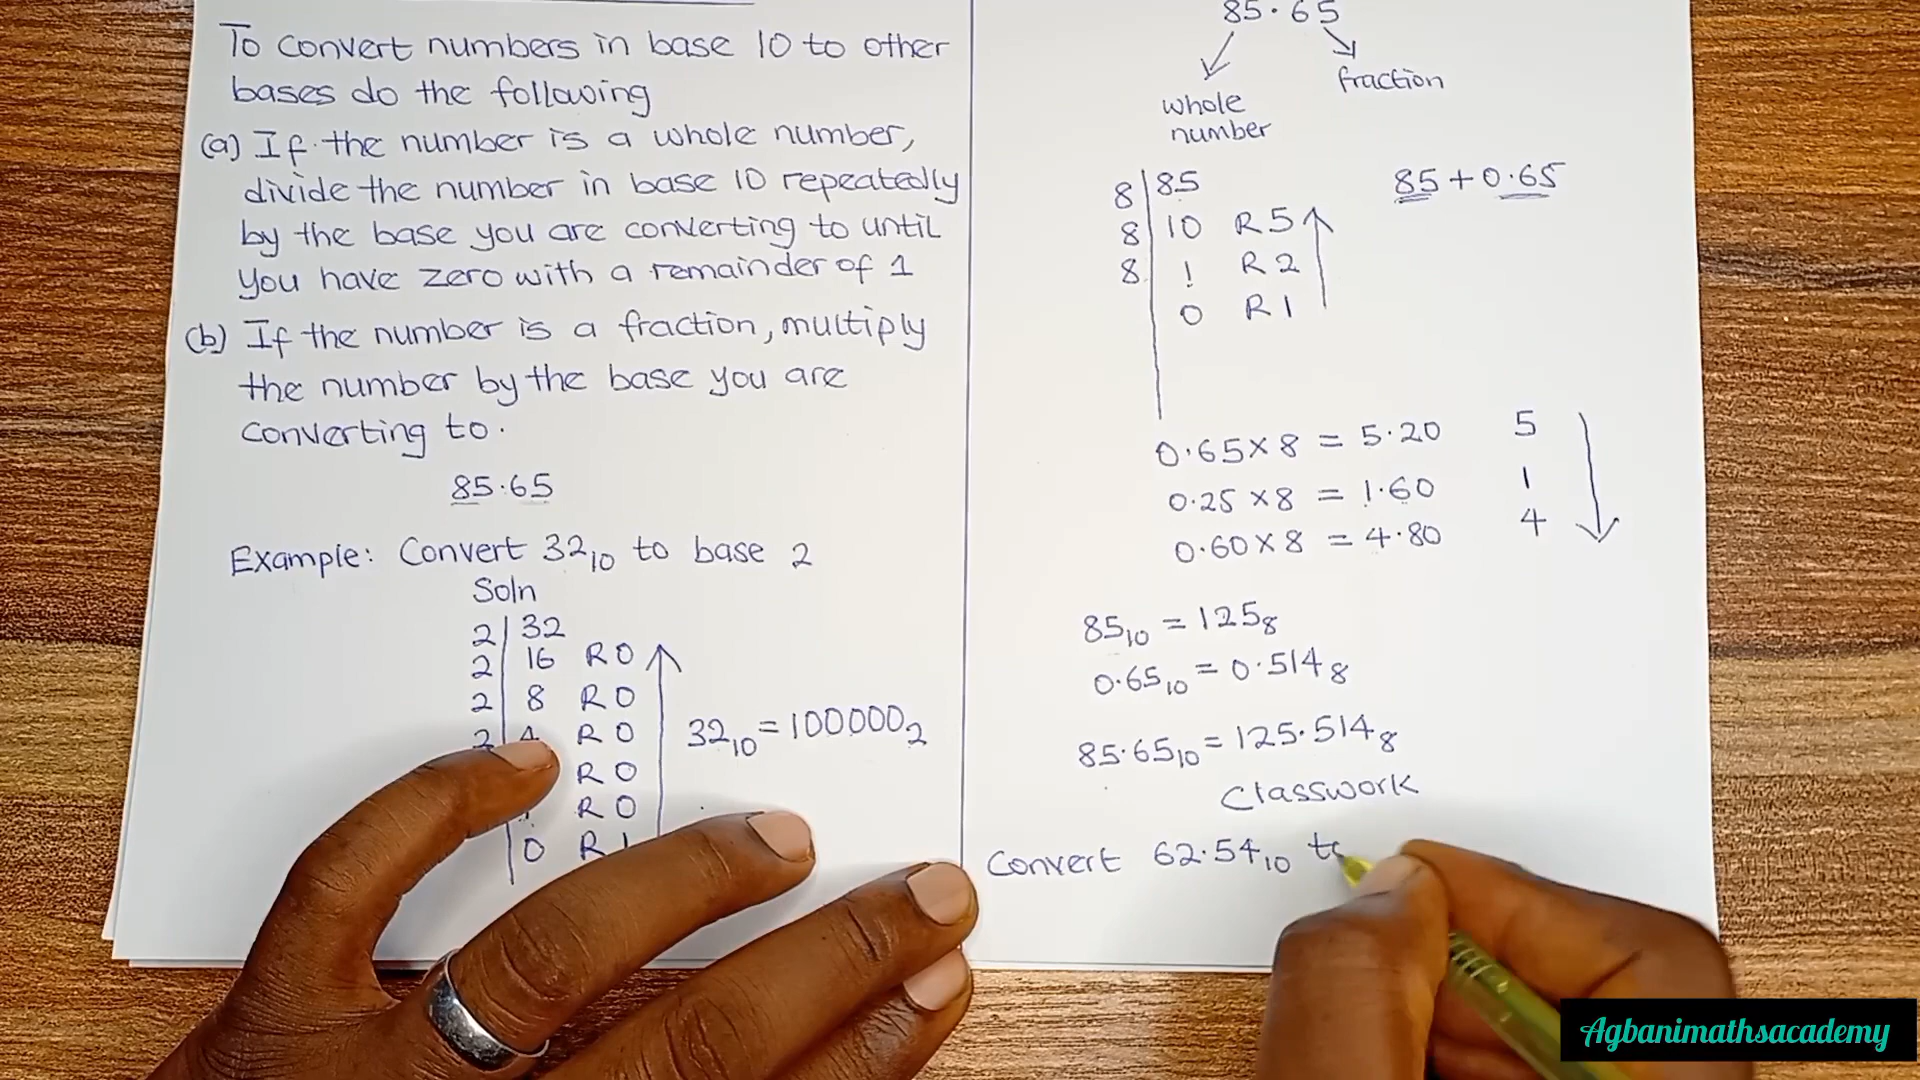 To convert numbers in base 10 to other
bases do the following
(a) If the number is a whole number,
divide the number in base 10 repeatedly
by the base you are converting to until
You have zero with a remainder of 1
(b) If the number is a fraction, multiply
the number by the base you are
converting to.
85.65
Example: Convert 32₁₀ to base 2
Soln
2 32
2 16 R 0
2 8 R 0
2 4 R 0
R 0
R 0
0 R 1
32₁₀ = 100000₂
85.65
whole number
fraction
8 85
8 10 R 5
8 1 R 2
0 R 1
85 + 0.65
0.65 x 8 = 5.20 5
0.25 x 8 = 1.60 1
0.60 x 8 = 4.80 4
85₁₀ = 125₈
0.65₁₀ = 0.514₈
85.65₁₀ = 125.514₈
Classwork
Convert 62.54₁₀ to
Agbanimathsacademy